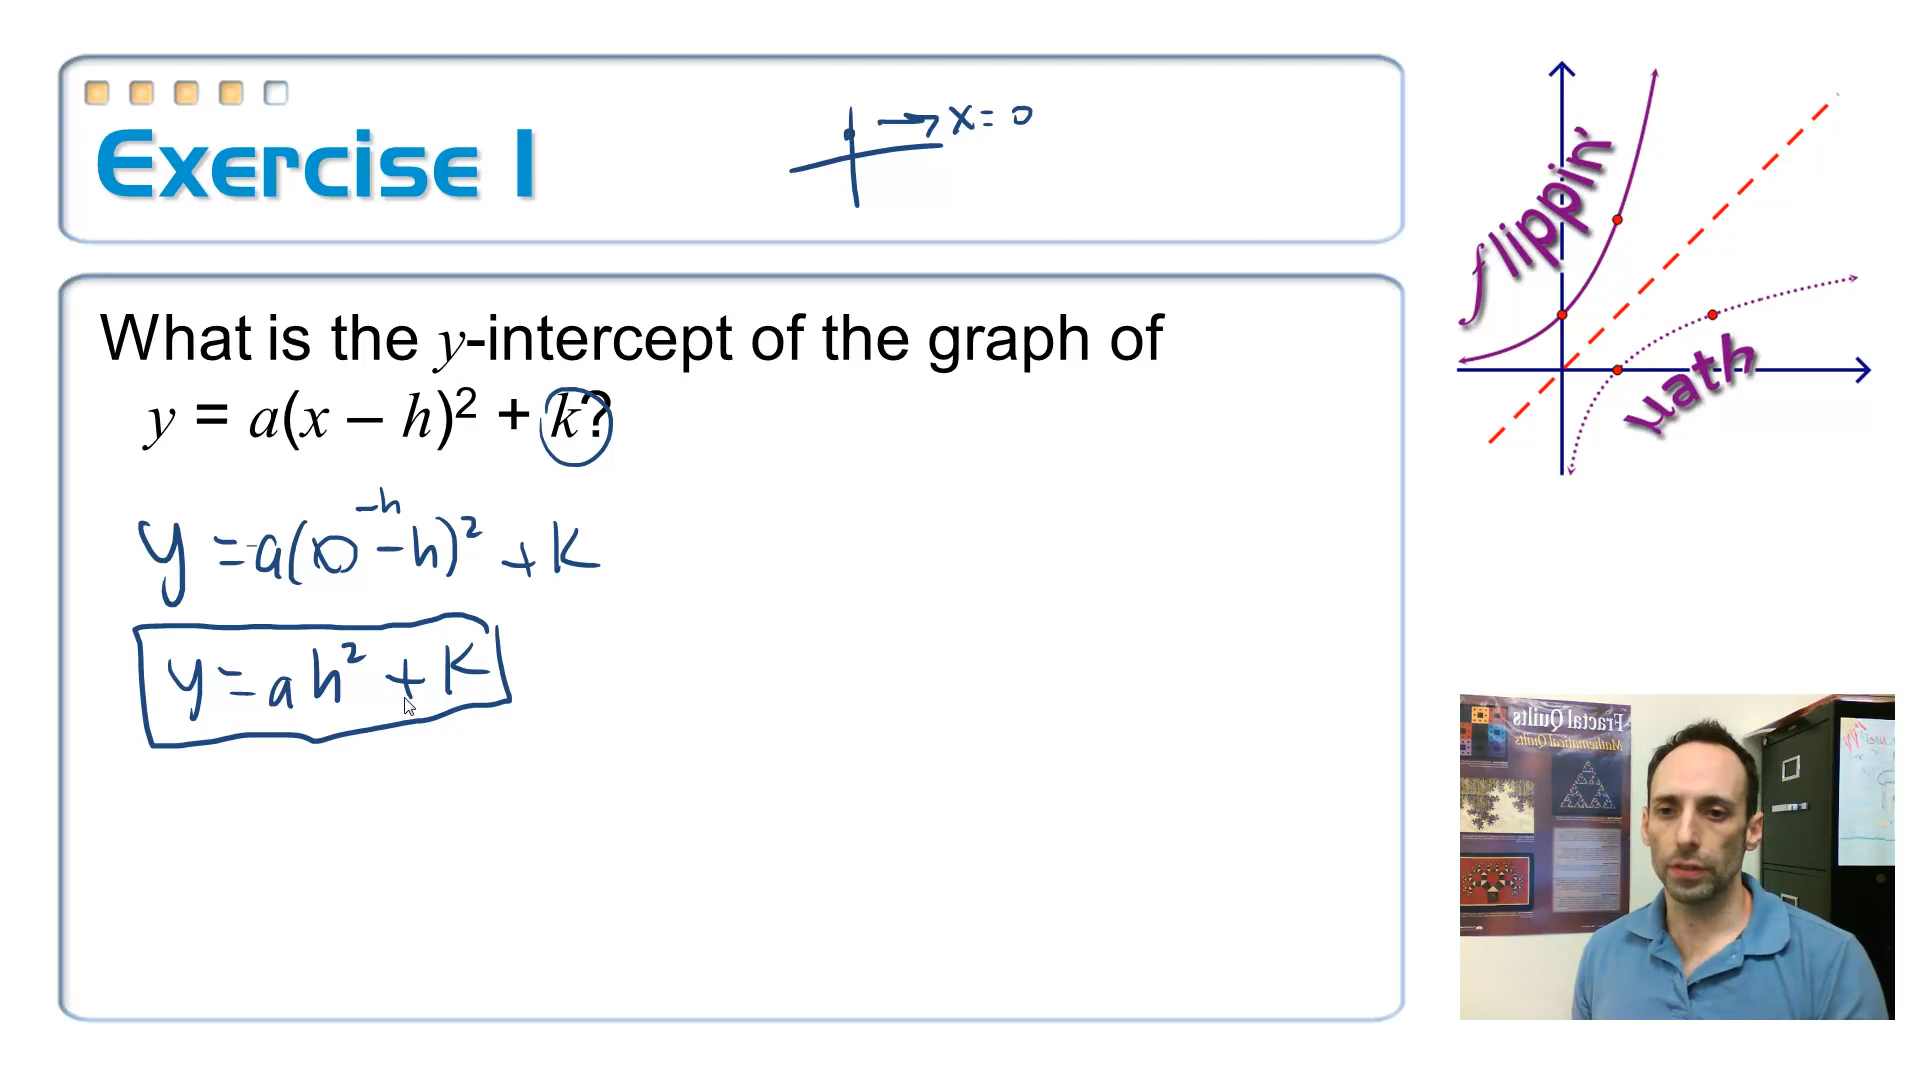 Exercise 1
x = 0
What is the y-intercept of the graph of
y = a(x – h)² + k?
-h
y = a(0 - h)² + k
y = ah² + k
flippin'
math
Fractal Quilts
Mathematical Quilts